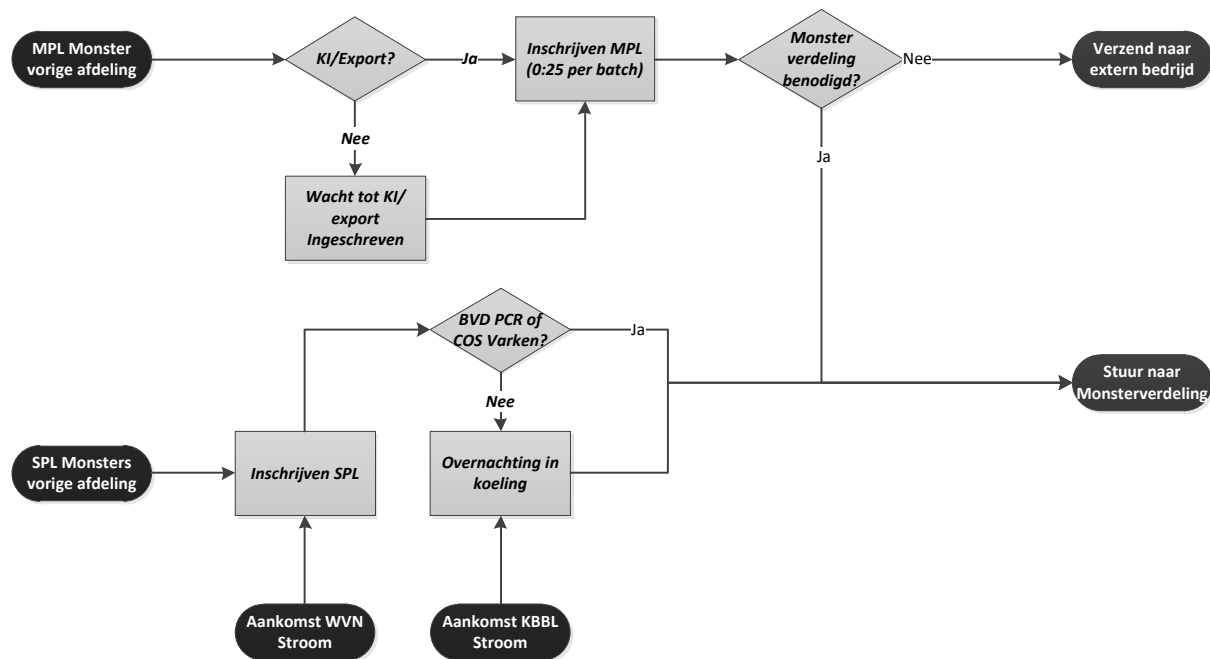 MPL Monster
vorige afdeling
KI/Export?
Ja
Inschrijven MPL
(0:25 per batch)
Monster
verdeling
benodigd?
Nee
Verzend naar
extern bedrijd
Nee
Ja
Wacht tot KI/
export
Ingeschreven
BVD PCR of
COS Varken?
Ja
Stuur naar
Monsterverdeling
Nee
SPL Monsters
vorige afdeling
Inschrijven SPL
Overnachting in
koeling
Aankomst WVN
Stroom
Aankomst KBBL
Stroom